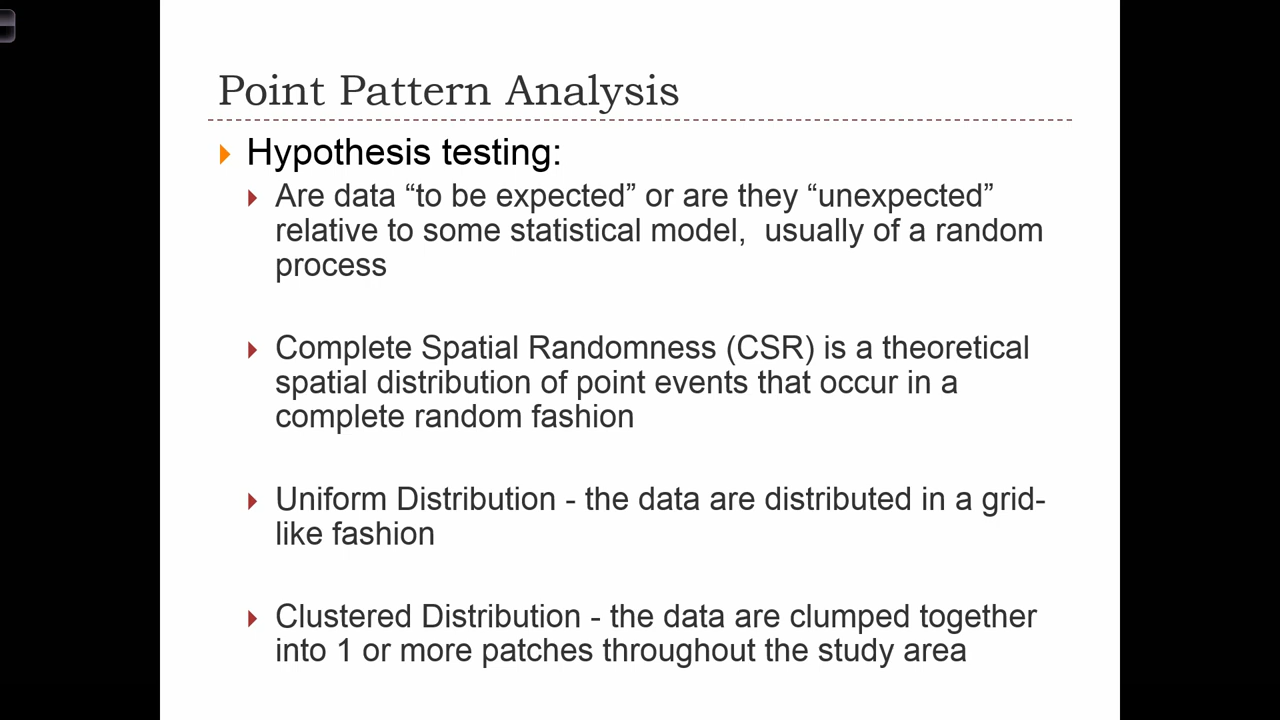 Point Pattern Analysis
Hypothesis testing:
Are data “to be expected” or are they “unexpected”
relative to some statistical model,  usually of a random
process
Complete Spatial Randomness (CSR) is a theoretical
spatial distribution of point events that occur in a
complete random fashion
Uniform Distribution - the data are distributed in a grid-
like fashion
Clustered Distribution - the data are clumped together
into 1 or more patches throughout the study area